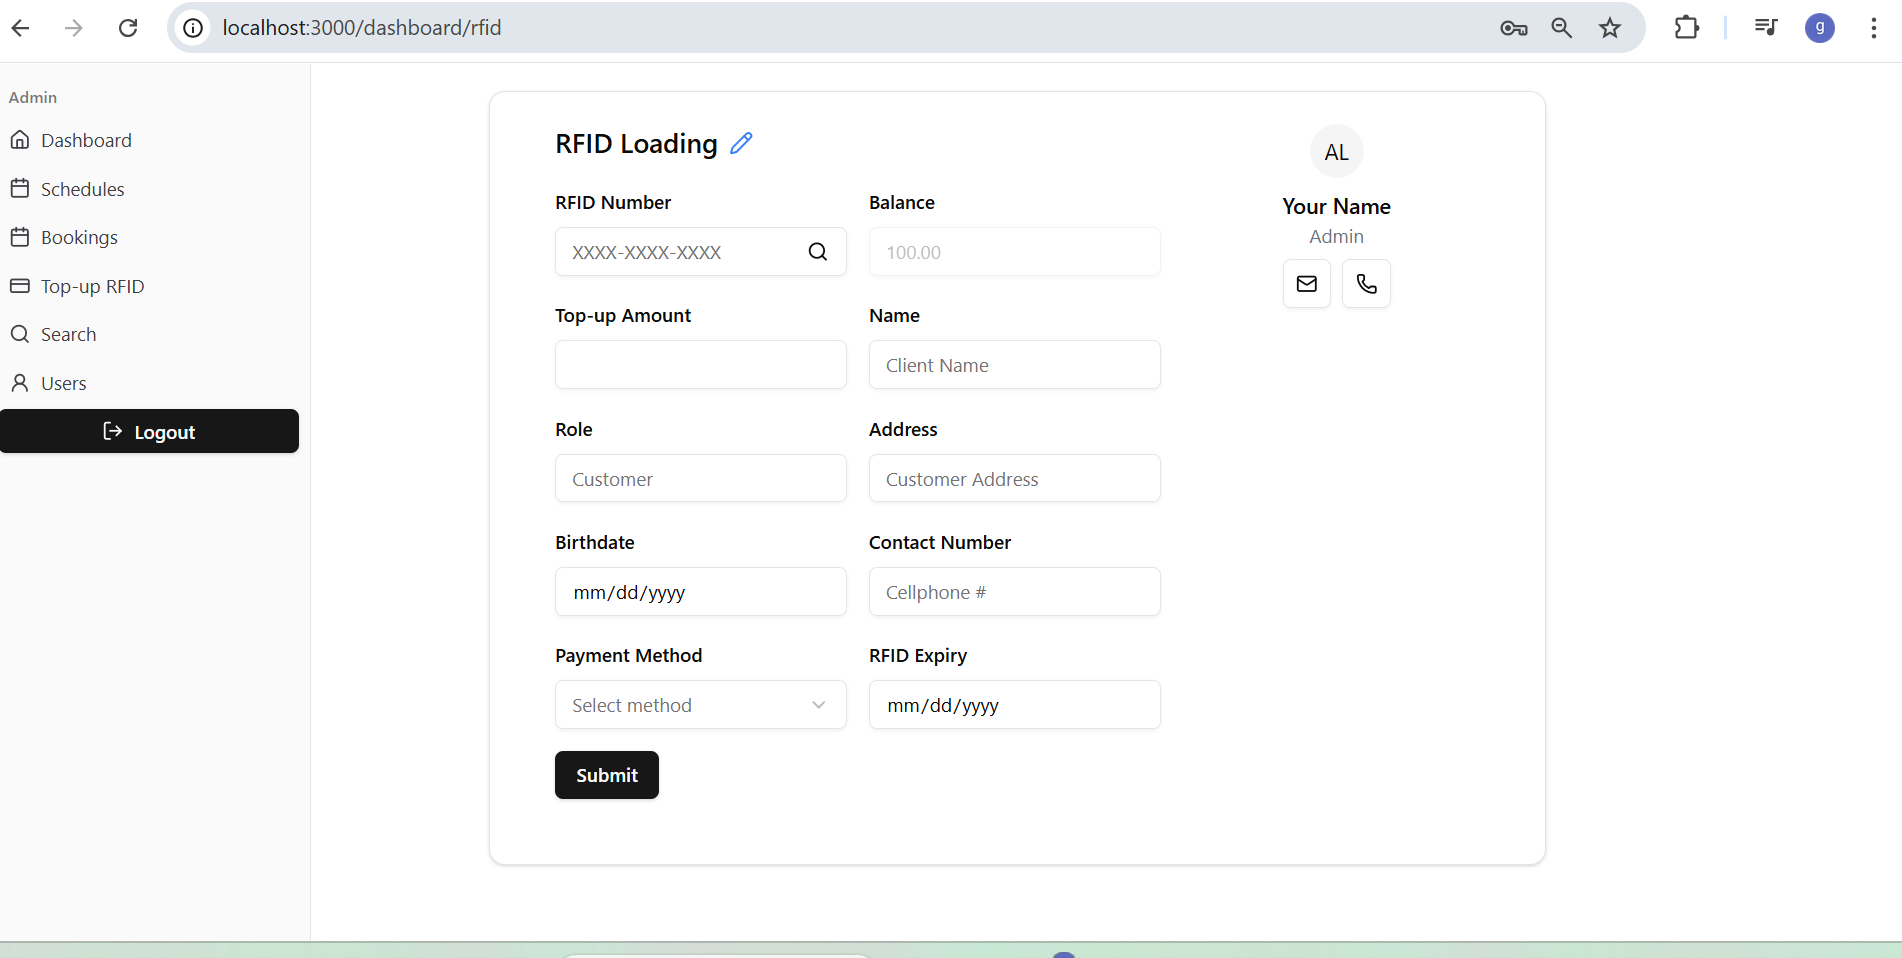 localhost:3000/dashboard/rfid
g
Admin
Dashboard
Schedules
Bookings
Top-up RFID
Search
Users
Logout
RFID Loading
RFID Number
Balance
XXXX-XXXX-XXXX
100.00
Top-up Amount
Name
Client Name
Role
Address
Customer
Customer Address
Birthdate
Contact Number
mm/dd/yyyy
Cellphone #
Payment Method
RFID Expiry
Select method
mm/dd/yyyy
Submit
AL
Your Name
Admin